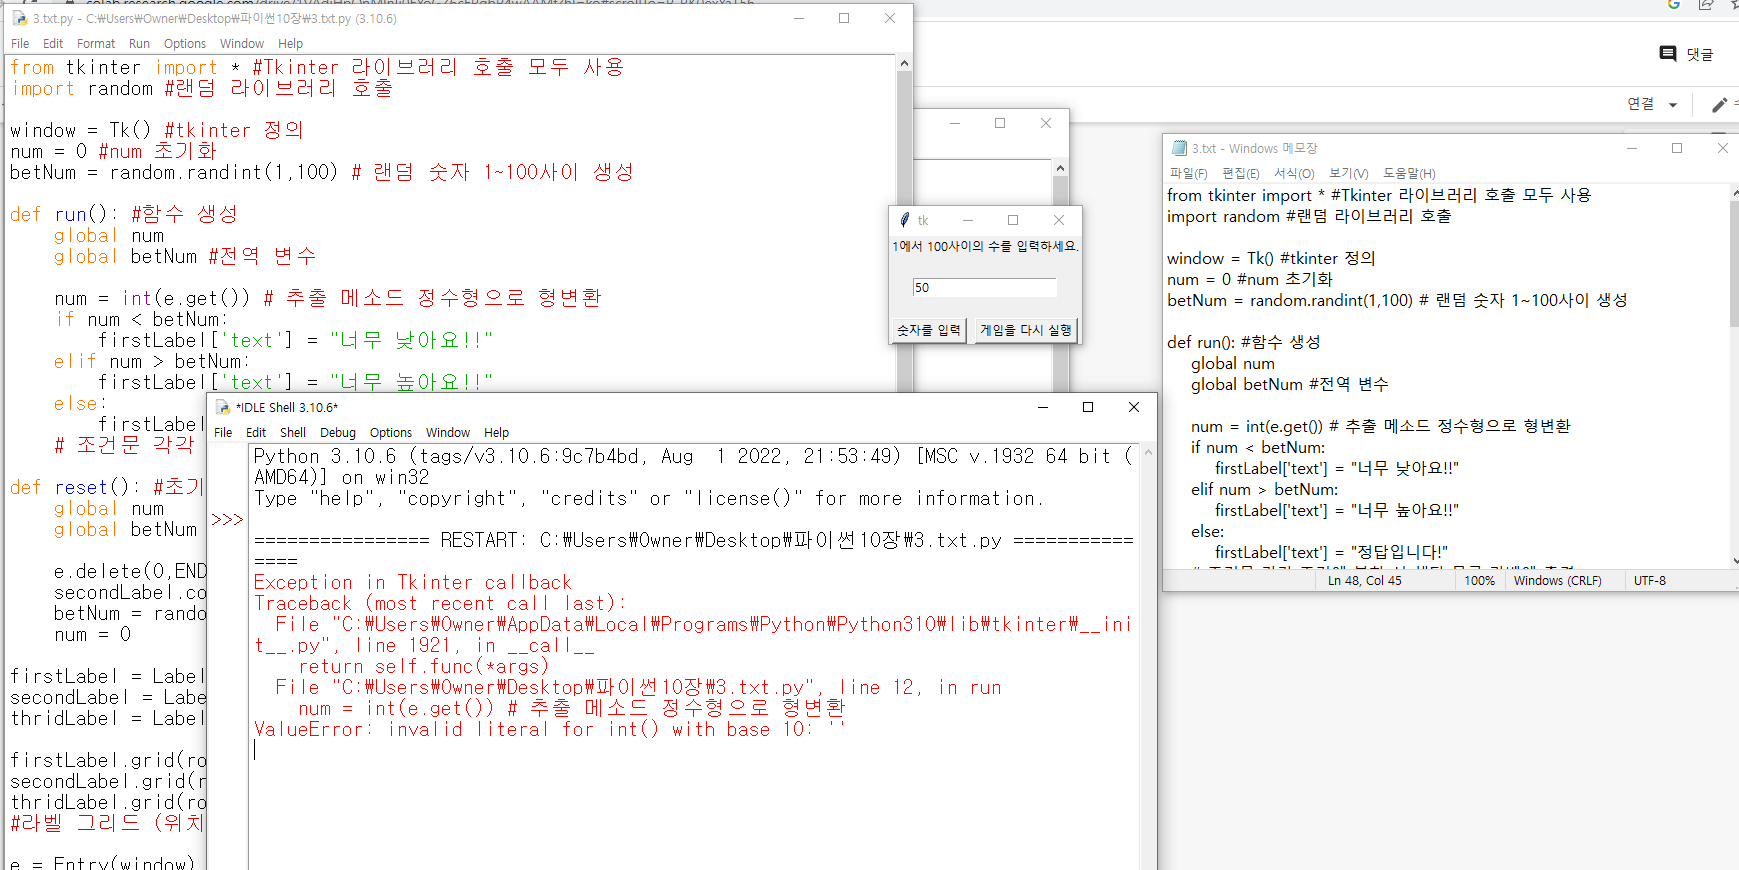 3.txt.py - C:₩Users₩Owner₩Desktop₩파이썬10장₩3.txt.py (3.10.6)
File Edit Format Run Options Window Help
from tkinter import * #Tkinter 라이브러리 호출 모두 사용
import random #랜덤 라이브러리 호출
window = Tk() #tkinter 정의
num = 0 #num 초기화
betNum = random.randint(1,100) # 랜덤 숫자 1~100사이 생성
def run(): #함수 생성
global num
global betNum #전역 변수
num = int(e.get()) # 추출 메소드 정수형으로 형변환
if num < betNum:
firstLabel['text'] = "너무 낮아요!!"
elif num > betNum:
firstLabel['text'] = "너무 높아요!!"
else:
firstLabel
# 조건문 각각
def reset(): #초기
global num
global betNum
e.delete(0,END
secondLabel.co
betNum = rando
num = 0
firstLabel = Label
secondLabel = Labe
thridLabel = Label
firstLabel.grid(ro
secondLabel.grid(r
thridLabel.grid(ro
#라벨 그리드 (위치
e = Entry(window)
댓글
연결
tk
1에서 100사이의 수를 입력하세요.
50
숫자를 입력 게임을 다시 실행
3.txt - Windows 메모장
파일(F) 편집(E) 서식(O) 보기(V) 도움말(H)
from tkinter import * #Tkinter 라이브러리 호출 모두 사용
import random #랜덤 라이브러리 호출
window = Tk() #tkinter 정의
num = 0 #num 초기화
betNum = random.randint(1,100) # 랜덤 숫자 1~100사이 생성
def run(): #함수 생성
global num
global betNum #전역 변수
num = int(e.get()) # 추출 메소드 정수형으로 형변환
if num < betNum:
firstLabel['text'] = "너무 낮아요!!"
elif num > betNum:
firstLabel['text'] = "너무 높아요!!"
else:
firstLabel['text'] = "정답입니다!"
Ln 48, Col 45 100% Windows (CRLF) UTF-8
*IDLE Shell 3.10.6*
File Edit Shell Debug Options Window Help
Python 3.10.6 (tags/v3.10.6:9c7b4bd, Aug 1 2022, 21:53:49) [MSC v.1932 64 bit (
AMD64)] on win32
Type "help", "copyright", "credits" or "license()" for more information.
>>>
================ RESTART: C:₩Users₩Owner₩Desktop₩파이썬10장₩3.txt.py ===========
====
Exception in Tkinter callback
Traceback (most recent call last):
File "C:₩Users₩Owner₩AppData₩Local₩Programs₩Python₩Python310₩lib₩tkinter₩__ini
t__.py", line 1921, in __call__
return self.func(*args)
File "C:₩Users₩Owner₩Desktop₩파이썬10장₩3.txt.py", line 12, in run
num = int(e.get()) # 추출 메소드 정수형으로 형변환
ValueError: invalid literal for int() with base 10: ''